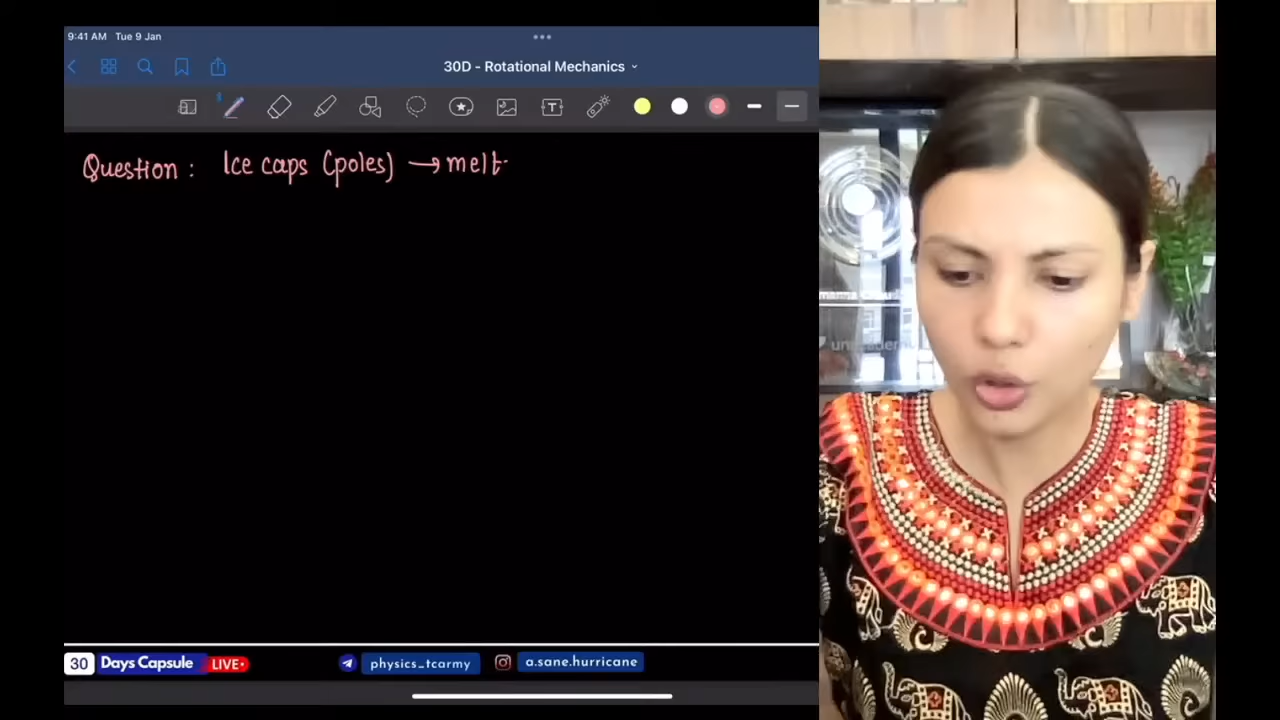 9:41 AM Tue 9 Jan
30D - Rotational Mechanics
T
Question : Ice caps (poles) → melt
30 Days Capsule LIVE
physics_tcarmy
a.sane.hurricane